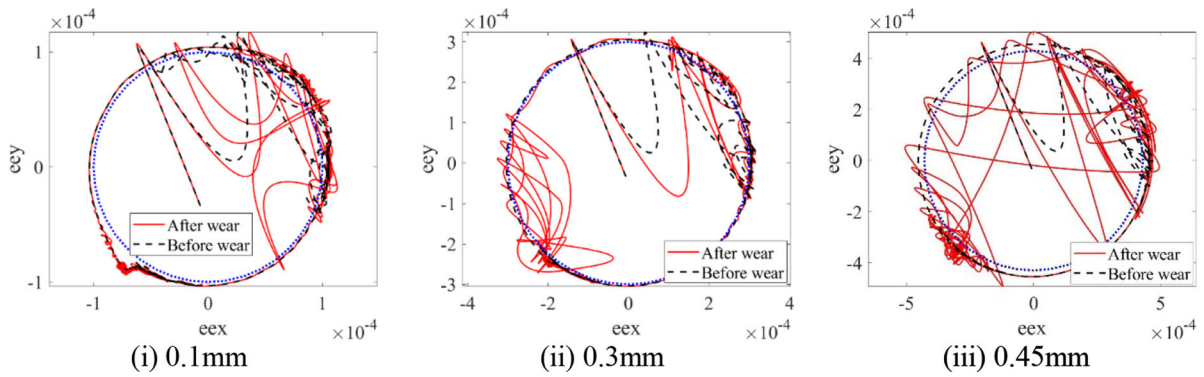 ×10⁻⁴
1
0
-1
eey
After wear
Before wear
-1
0
1
eex
×10⁻⁴
(i) 0.1mm
×10⁻⁴
3
2
1
0
-1
-2
-3
eey
After wear
Before wear
-4
-2
0
2
4
eex
×10⁻⁴
(ii) 0.3mm
×10⁻⁴
4
2
0
-2
-4
eey
After wear
Before wear
-5
0
5
eex
×10⁻⁴
(iii) 0.45mm